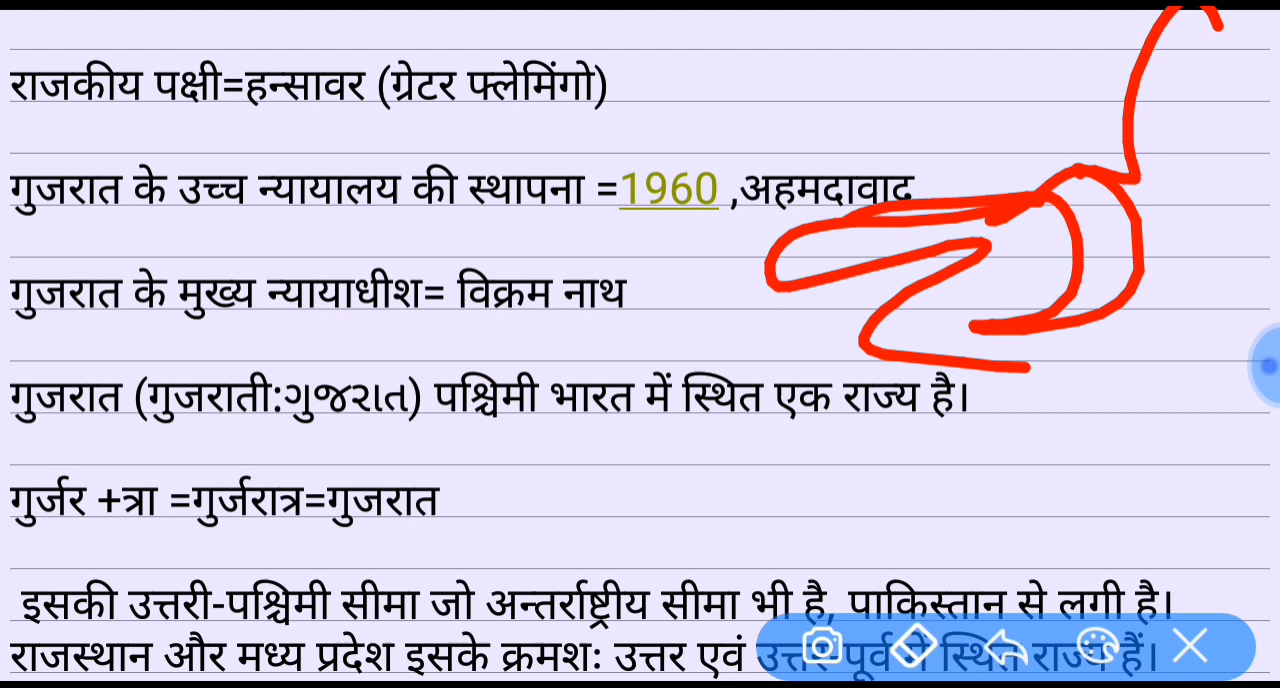 राजकीय पक्षी=हन्सावर (ग्रेटर फ्लेमिंगो)
गुजरात के उच्च न्यायालय की स्थापना =1960 ,अहमदावाद
गुजरात के मुख्य न्यायाधीश= विक्रम नाथ
गुजरात (गुजराती:ગુજરાત) पश्चिमी भारत में स्थित एक राज्य है।
गुर्जर +त्रा =गुर्जरात्र=गुजरात
इसकी उत्तरी-पश्चिमी सीमा जो अन्तर्राष्ट्रीय सीमा भी है, पाकिस्तान से लगी है।
राजस्थान और मध्य प्रदेश इसके क्रमशः उत्तर एवं उत्तर-पूर्व में स्थित राज्य हैं।